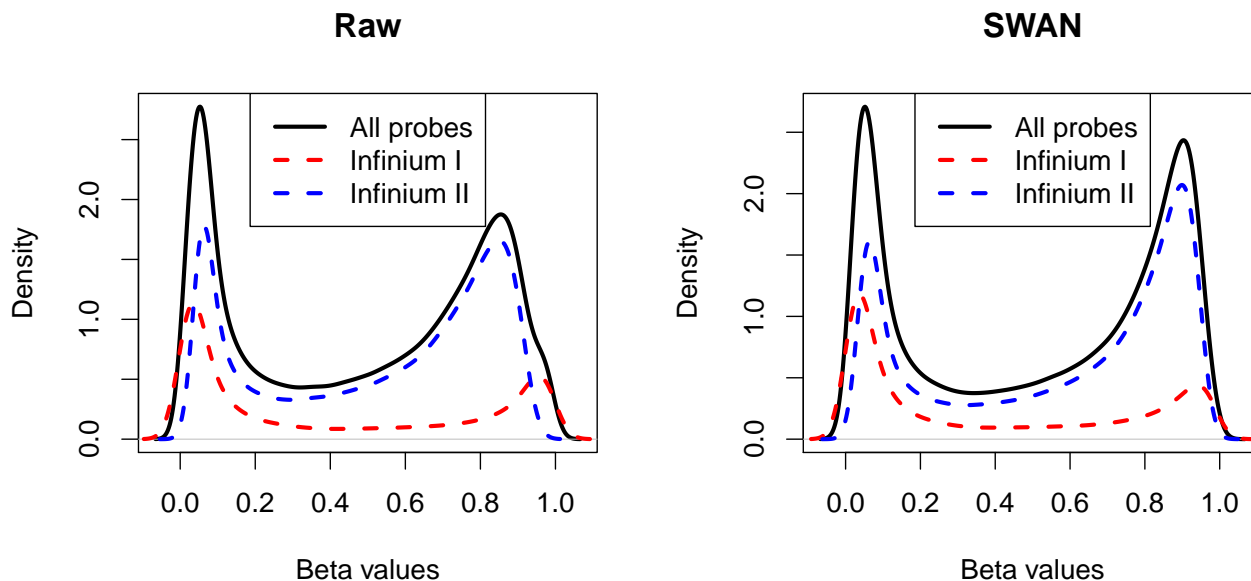 Raw
All probes
Infinium I
Infinium II
Density
0.0
1.0
2.0
0.0 0.2 0.4 0.6 0.8 1.0
Beta values
SWAN
All probes
Infinium I
Infinium II
Density
0.0
1.0
2.0
0.0 0.2 0.4 0.6 0.8 1.0
Beta values